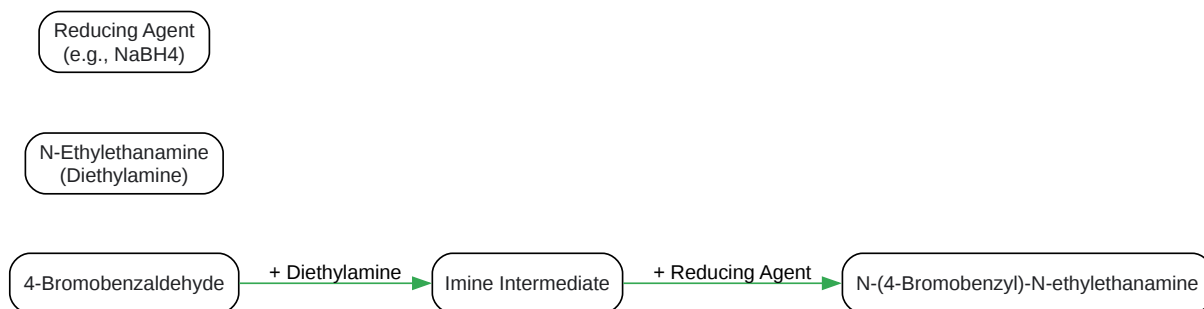 Reducing Agent
(e.g., NaBH4)
N-Ethylethanamine
(Diethylamine)
4-Bromobenzaldehyde
+ Diethylamine
Imine Intermediate
+ Reducing Agent
N-(4-Bromobenzyl)-N-ethylethanamine